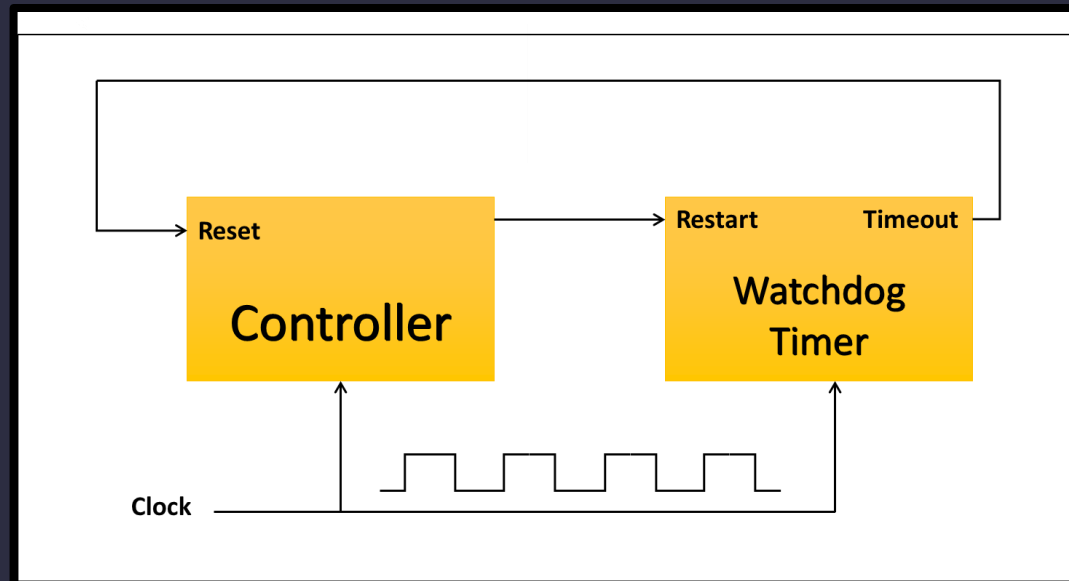 Reset
Restart
Timeout
Controller
Watchdog
Timer
Clock